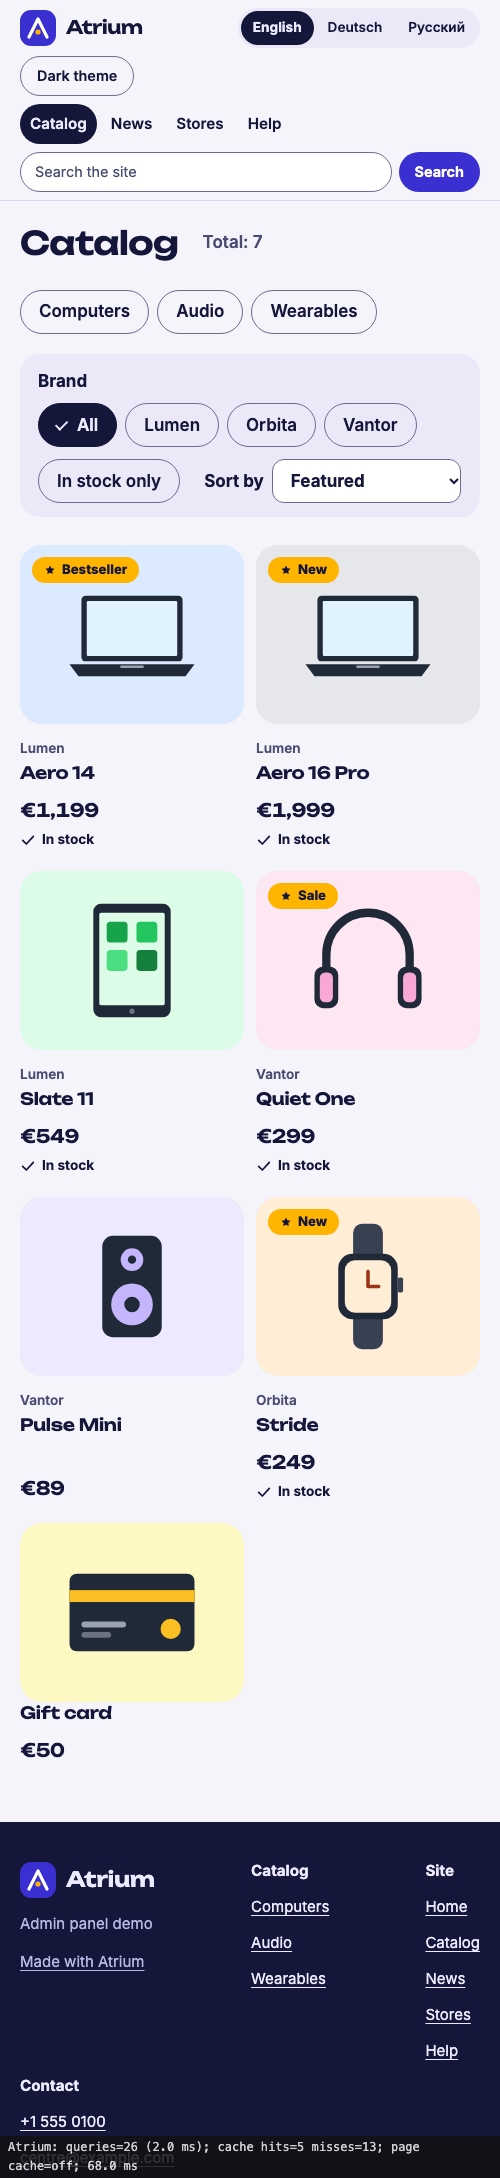 Atrium
English Deutsch Русский
Dark theme
Catalog News Stores Help
Search the site Search
Catalog Total: 7
Computers Audio Wearables
Brand
All Lumen Orbita Vantor
In stock only Sort by Featured
Bestseller
Lumen
Aero 14
€1,199
In stock
New
Lumen
Aero 16 Pro
€1,999
In stock
Lumen
Slate 11
€549
In stock
Sale
Vantor
Quiet One
€299
In stock
Vantor
Pulse Mini
€89
New
Orbita
Stride
€249
In stock
Gift card
€50
Atrium
Admin panel demo
Made with Atrium
Catalog
Computers
Audio
Wearables
Site
Home
Catalog
News
Stores
Help
Contact
+1 555 0100
centre@example.com
Atrium: queries=26 (2.0 ms); cache hits=5 misses=13; page
cache=off; 68.0 ms